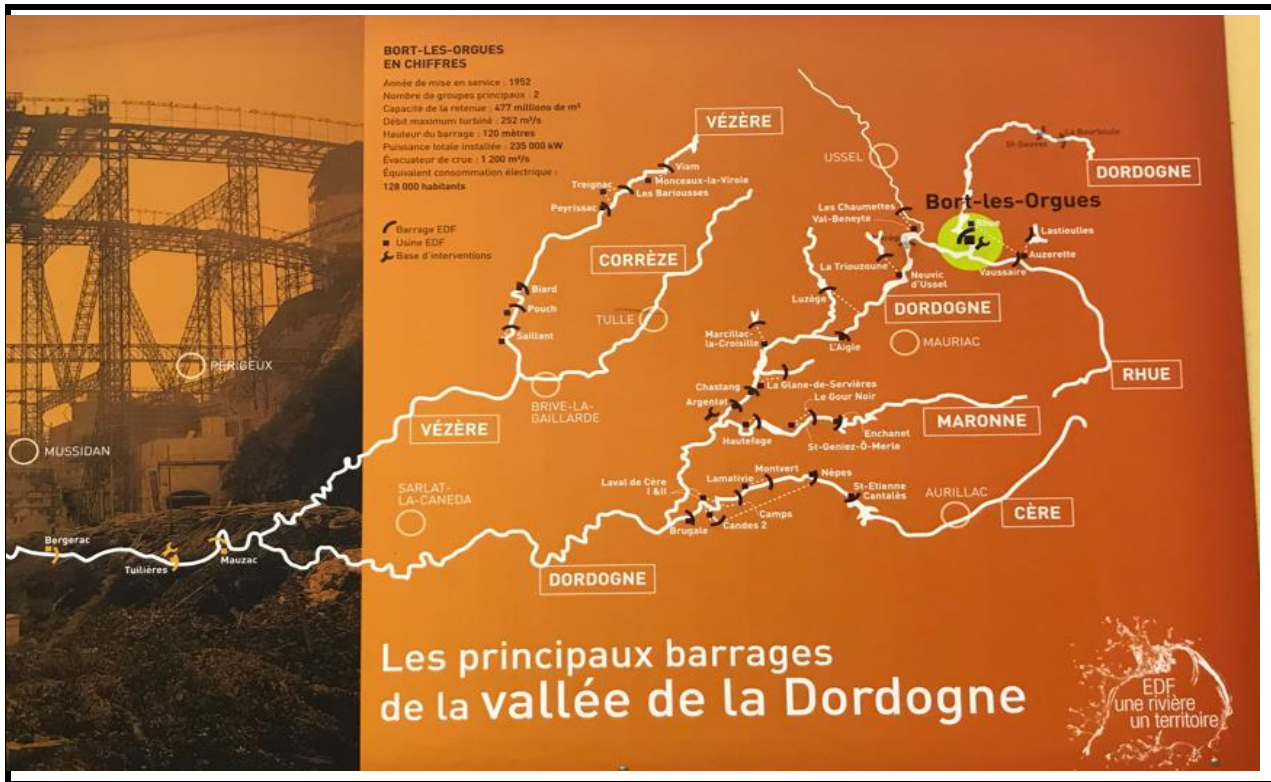 BORT-LES-ORGUES
EN CHIFFRES
Année de mise en service : 1952
Nombre de groupes principaux : 2
Capacité de la retenue : 477 millions de m³
Débit maximum turbiné : 252 m³/s
Hauteur du barrage : 120 mètres
Puissance totale installée : 235 000 kW
Évacuateur de crue : 1 200 m³/s
Équivalent consommation électrique :
128 000 habitants
Barrage EDF
Usine EDF
Base d'interventions
VÉZÈRE
Viam
Monceaux-la-Virole
Treignac
Les Bariousses
Peyrissac
USSEL
St-Sauves
La Bourboule
DORDOGNE
Bort-les-Orgues
Les Chaumettes
Val-Beneyte
Rhue
Lastioulles
Auzerette
Vaussaire
CORRÈZE
La Triouzoune
Neuvic
d'Ussel
Biard
Pouch
Saillant
TULLE
Luzège
DORDOGNE
Marcillac-
la-Croisille
L'Aigle
MAURIAC
PÉRIGEUX
BRIVE-LA-
GAILLARDE
Chastang
La Glane-de-Servières
RHUE
Argentat
Le Gour Noir
MARONNE
Enchanet
Hautefage
St-Geniez-Ô-Merle
VÉZÈRE
MUSSIDAN
SARLAT-
LA-CANEDA
Laval de Cère
I &II
Lamativie
Montvert
Nèpes
St-Etienne
Cantalès
AURILLAC
CÈRE
Camps
Candes 2
Brugale
Bergerac
Tuilières
Mauzac
DORDOGNE
Les principaux barrages
de la vallée de la Dordogne
EDF
une rivière
un territoire